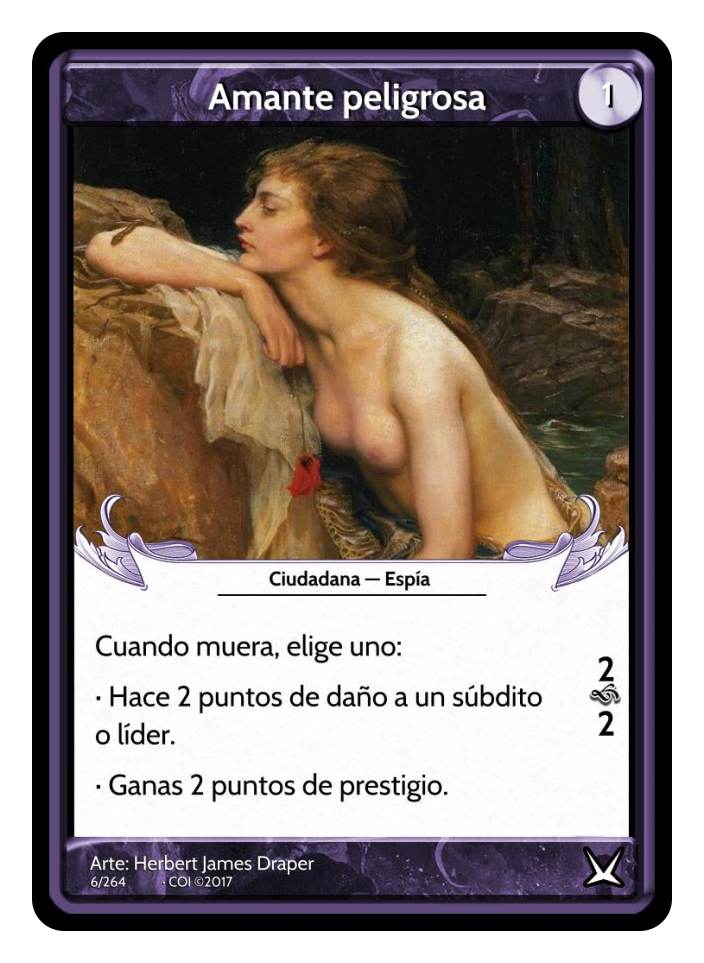 Amante peligrosa
1
Ciudadana — Espía
Cuando muera, elige uno:
· Hace 2 puntos de daño a un súbdito
o líder.
· Ganas 2 puntos de prestigio.
2
2
Arte: Herbert James Draper
6/264 · COI ©2017